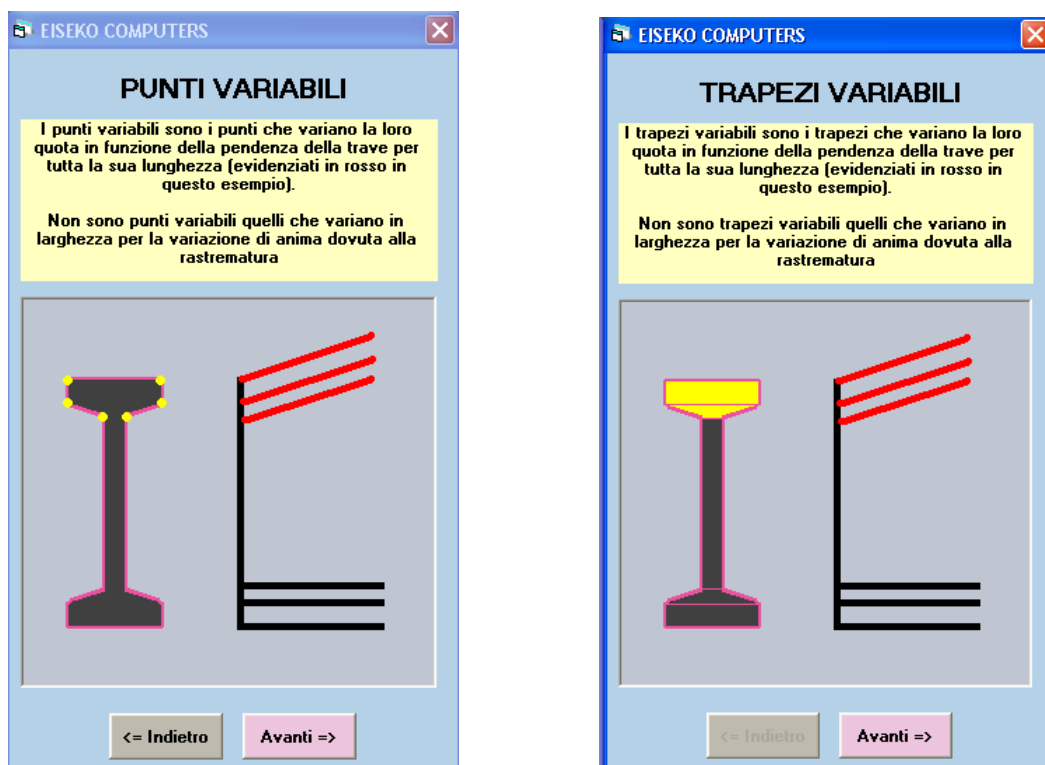 EISEKO COMPUTERS
PUNTI VARIABILI
I punti variabili sono i punti che variano la loro
quota in funzione della pendenza della trave per
tutta la sua lunghezza (evidenziati in rosso in
questo esempio).
Non sono punti variabili quelli che variano in
larghezza per la variazione di anima dovuta alla
rastrematura
<= Indietro
Avanti =>
EISEKO COMPUTERS
TRAPEZI VARIABILI
I trapezi variabili sono i trapezi che variano la loro
quota in funzione della pendenza della trave per
tutta la sua lunghezza (evidenziati in rosso in
questo esempio).
Non sono trapezi variabili quelli che variano in
larghezza per la variazione di anima dovuta alla
rastrematura
<= Indietro
Avanti =>